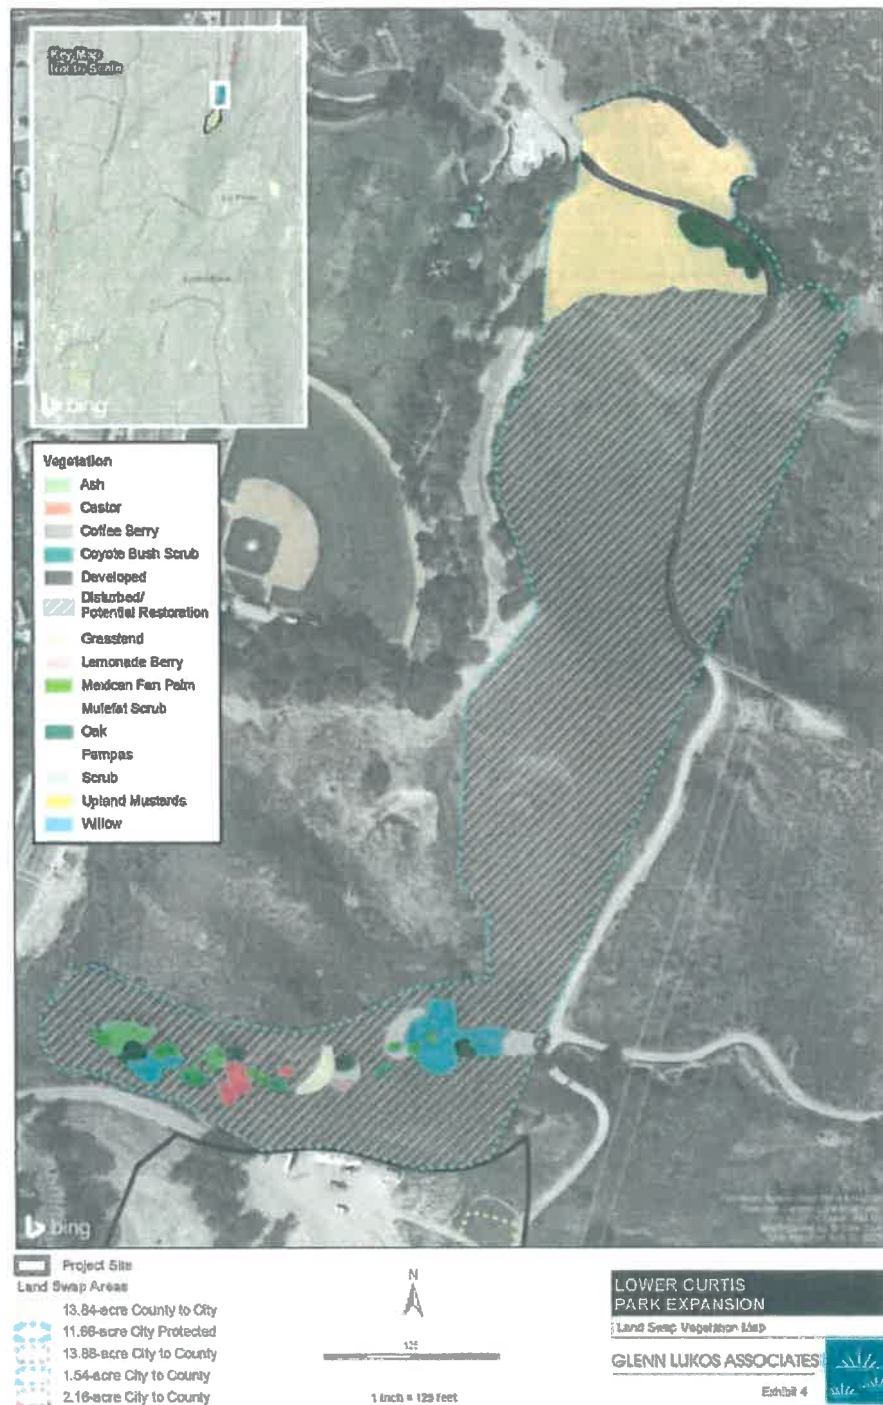 Key Map
Not to Scale
bing
Vegetation
Ash
Castor
Coffee Berry
Coyote Bush Scrub
Developed
Disturbed/
Potential Restoration
Grassland
Lemonade Berry
Mexican Fan Palm
Mulefat Scrub
Oak
Pampas
Scrub
Upland Mustards
Willow
bing
Project Site
Land Swap Areas
13.84-acre County to City
11.66-acre City Protected
13.88-acre City to County
1.54-acre City to County
2.16-acre City to County
N
125
1 inch = 125 feet
LOWER CURTIS
PARK EXPANSION
Land Swap Vegetation Map
GLENN LUKOS ASSOCIATES
Exhibit 4